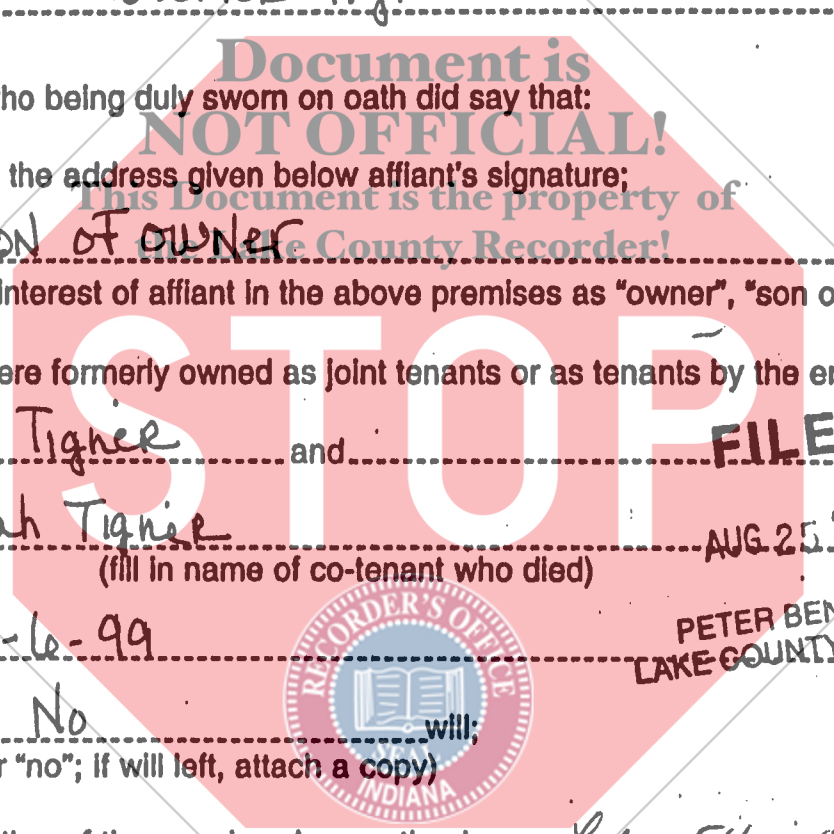 Document is
ho being duly sworn on oath did say that:
NOT OFFICIAL!
the address given below affiant's signature;
This Document is the property of
ON of owner
the Lake County Recorder!
interest of affiant in the above premises as "owner", "son o
ere formerly owned as joint tenants or as tenants by the en
Tigner and
FILE
ah Tigner
AUG 25
(fill in name of co-tenant who died)
RECORDER'S OFFICE
PETER BEN
-6-99
LAKE COUNTY
No will;
SEAL
r "no"; if will left, attach a copy)
INDIANA
STOP